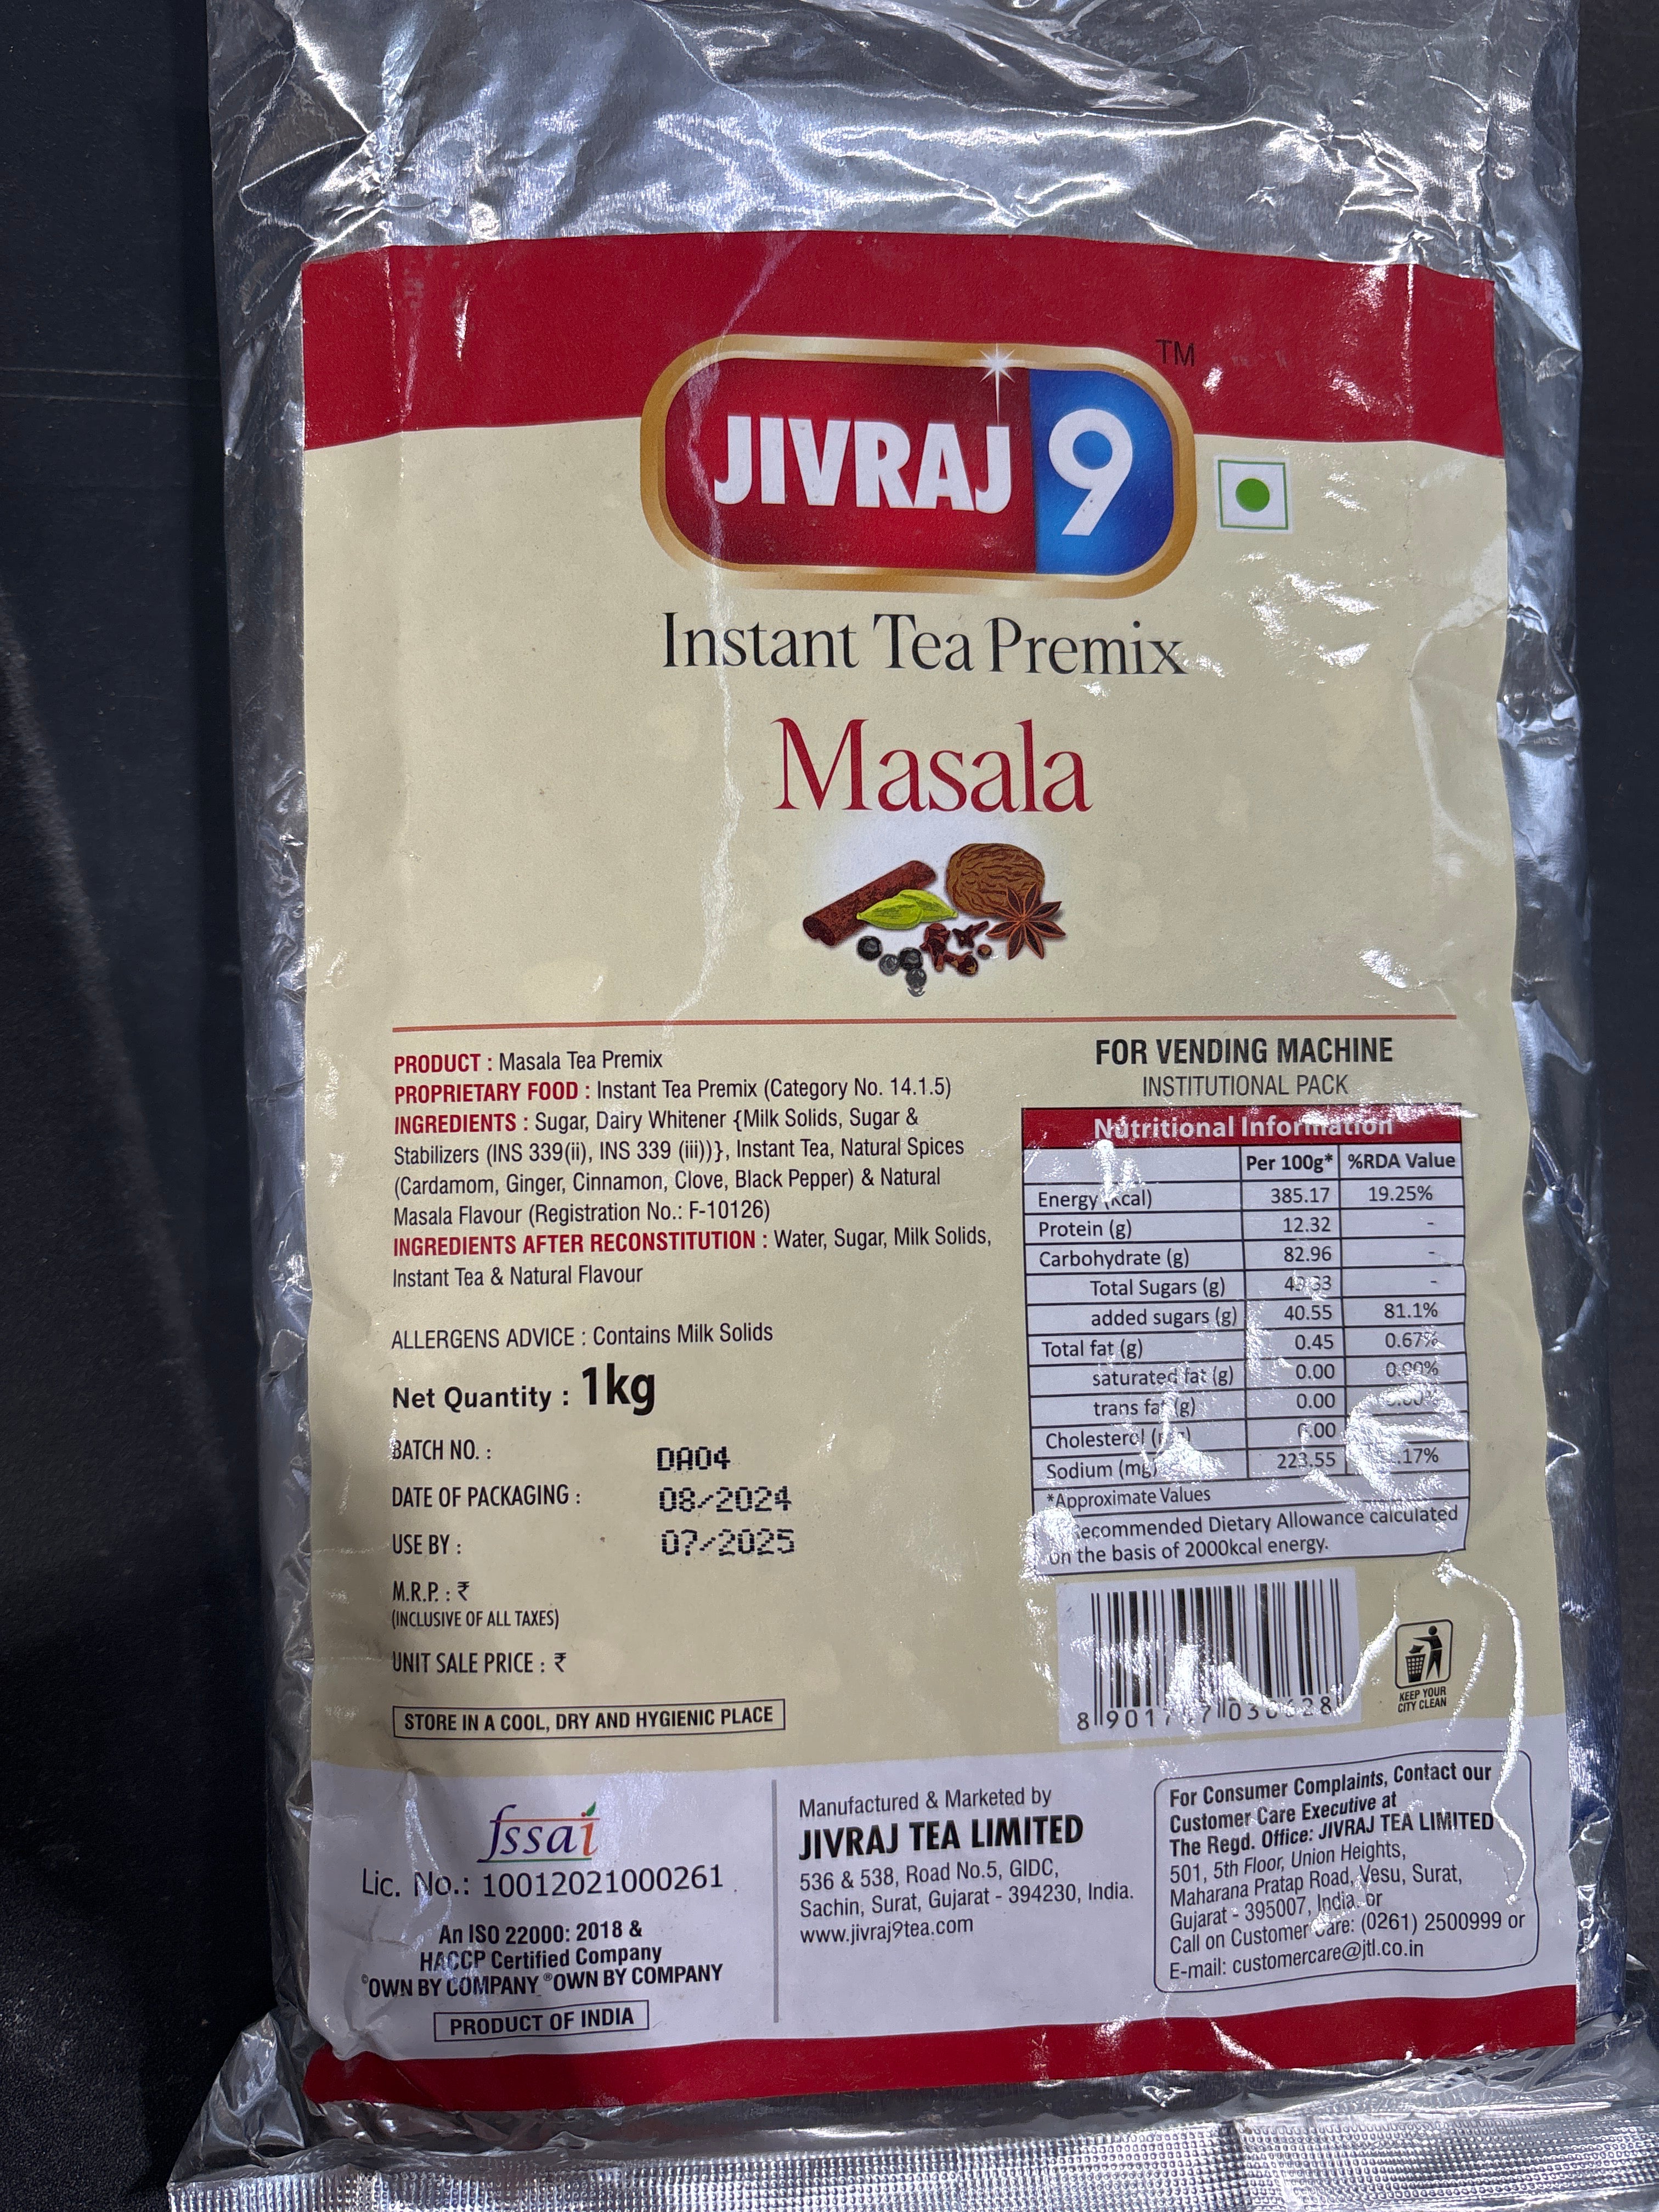 JIVRAJ 9
TM
Instant Tea Premix
Masala
PRODUCT : Masala Tea Premix
PROPRIETARY FOOD : Instant Tea Premix (Category No. 14.1.5)
INGREDIENTS : Sugar, Dairy Whitener {Milk Solids, Sugar &
Stabilizers (INS 339(ii), INS 339 (iii))}, Instant Tea, Natural Spices
(Cardamom, Ginger, Cinnamon, Clove, Black Pepper) & Natural
Masala Flavour (Registration No.: F-10126)
INGREDIENTS AFTER RECONSTITUTION : Water, Sugar, Milk Solids,
Instant Tea & Natural Flavour
ALLERGENS ADVICE : Contains Milk Solids
Net Quantity : 1kg
BATCH NO. : DA04
DATE OF PACKAGING : 08/2024
USE BY : 07/2025
M.R.P. : ₹
(INCLUSIVE OF ALL TAXES)
UNIT SALE PRICE : ₹
STORE IN A COOL, DRY AND HYGIENIC PLACE
FOR VENDING MACHINE
INSTITUTIONAL PACK
Nutritional Information
Per 100g* %RDA Value
Energy (kcal) 385.17 19.25%
Protein (g) 12.32 -
Carbohydrate (g) 82.96 -
Total Sugars (g) -
added sugars (g) 40.55 81.1%
Total fat (g) 0.45 0.67%
saturated fat (g) 0.00 0.00%
trans fat (g) 0.00
Cholesterol
Sodium (mg) 223.55
*Approximate Values
Recommended Dietary Allowance calculated
on the basis of 2000kcal energy.
KEEP YOUR
CITY CLEAN
fssai
Lic. No.: 10012021000261
An ISO 22000: 2018 &
HACCP Certified Company
©OWN BY COMPANY ®OWN BY COMPANY
PRODUCT OF INDIA
Manufactured & Marketed by
JIVRAJ TEA LIMITED
536 & 538, Road No.5, GIDC,
Sachin, Surat, Gujarat - 394230, India.
www.jivraj9tea.com
For Consumer Complaints, Contact our
Customer Care Executive at
The Regd. Office: JIVRAJ TEA LIMITED
501, 5th Floor, Union Heights,
Maharana Pratap Road, Vesu, Surat,
Gujarat - 395007, India. or
Call on Customer Care: (0261) 2500999 or
E-mail: customercare@jtl.co.in